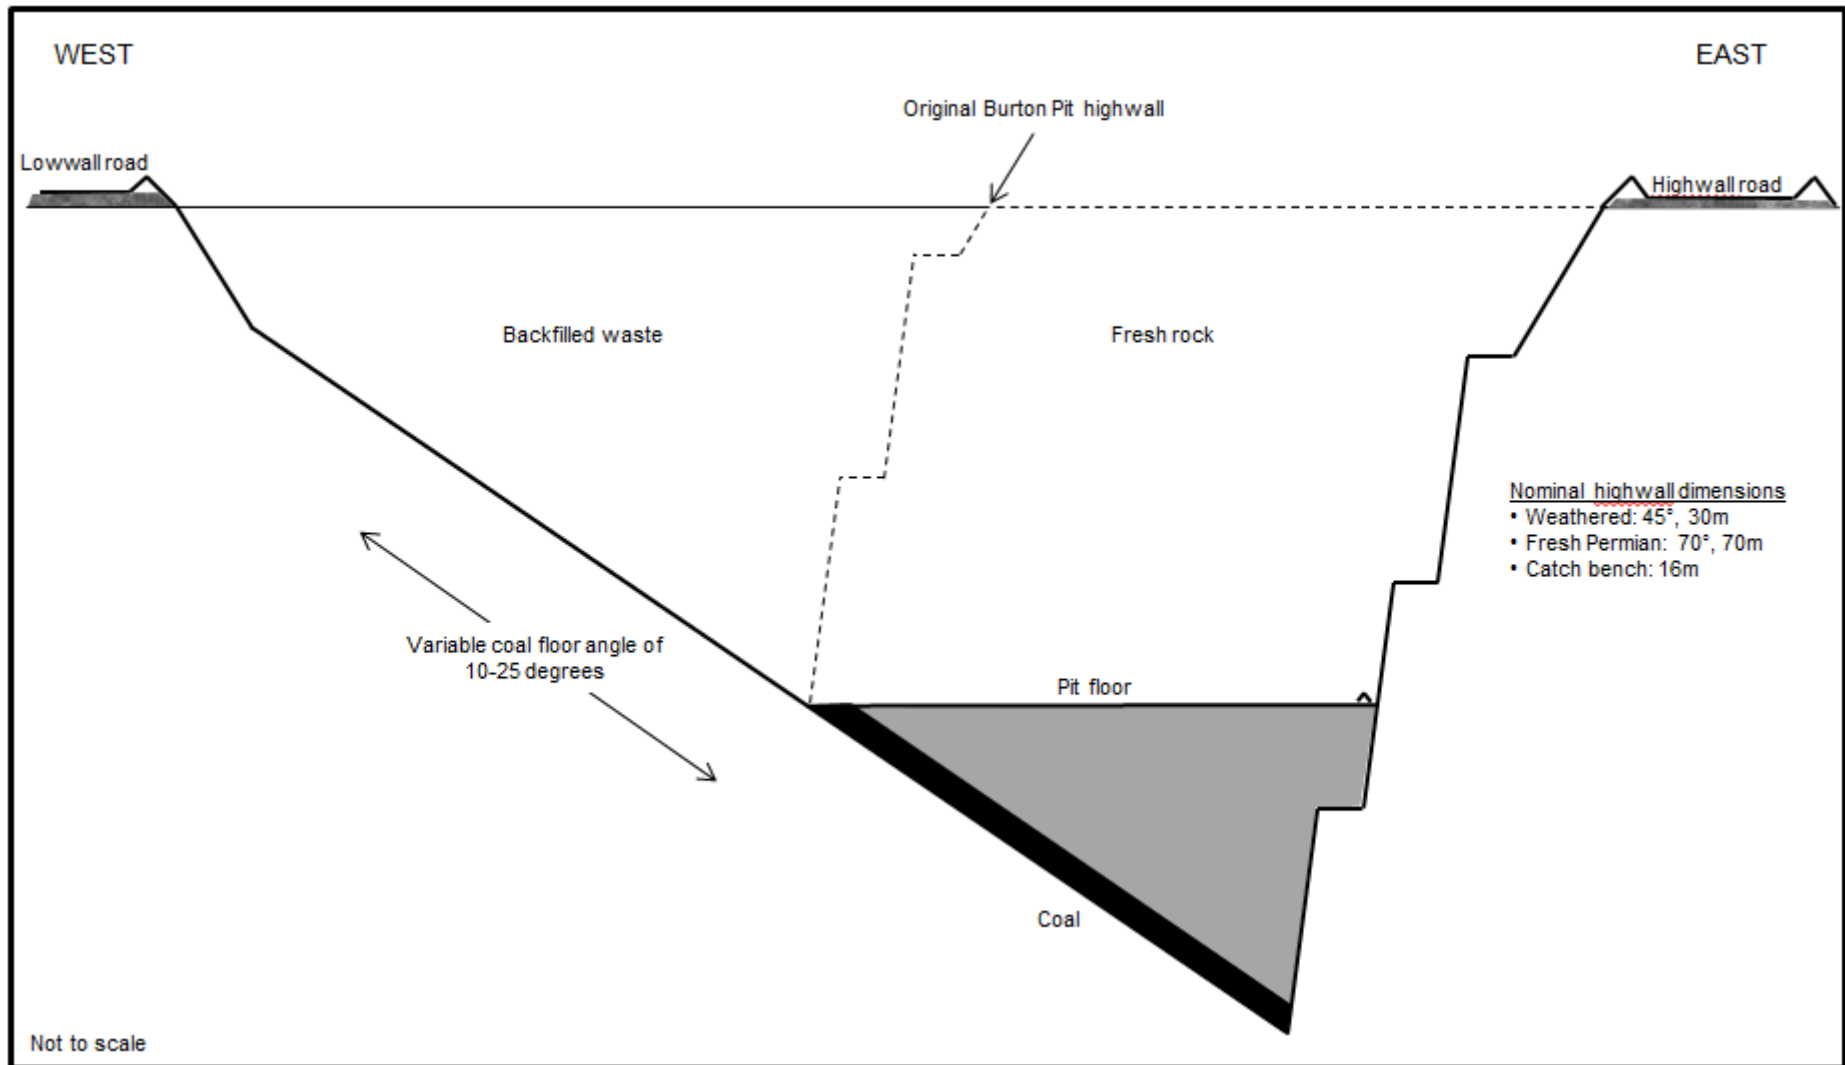 WEST
EAST
Original Burton Pit highwall
Lowwall road
Highwall road
Backfilled waste
Fresh rock
Nominal highwall dimensions
• Weathered: 45°, 30m
• Fresh Permian: 70°, 70m
• Catch bench: 16m
Variable coal floor angle of
10-25 degrees
Pit floor
Coal
Not to scale